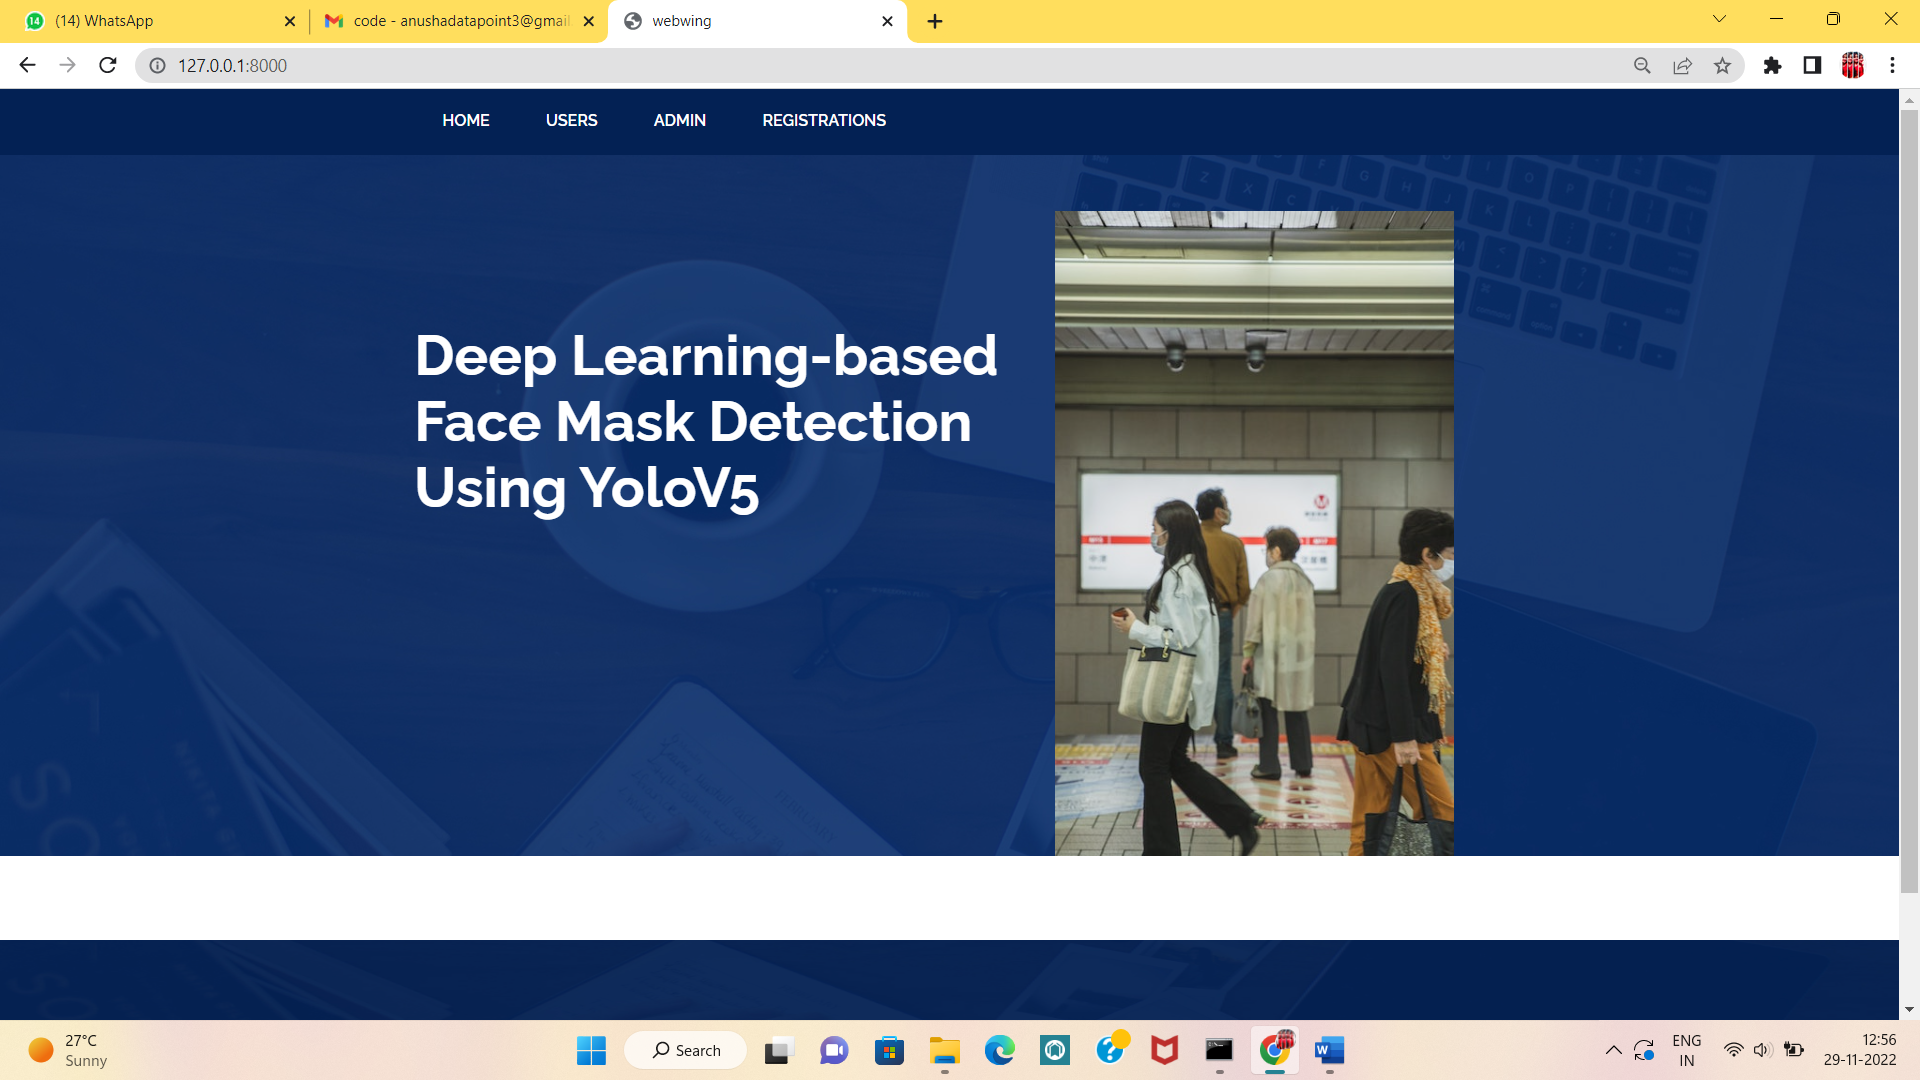 (14) WhatsApp
code - anushadatapoint3@gmail
webwing
127.0.0.1:8000
HOME USERS ADMIN REGISTRATIONS
Deep Learning-based
Face Mask Detection
Using YoloV5
27°C
Sunny
Search
ENG
IN
12:56
29-11-2022